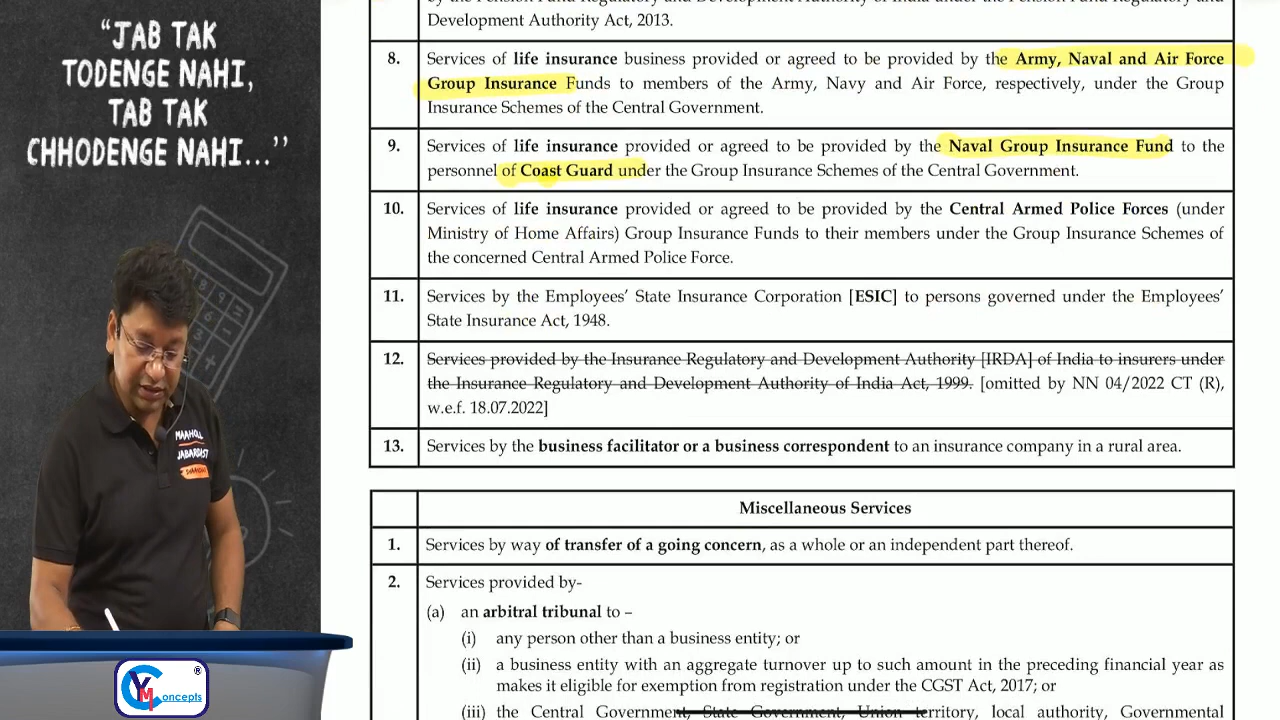 “JAB TAK
TODENGE NAHI,
TAB TAK
CHHODENGE NAHI...’’
MAAHOLL
JABARDAST
Development Authority Act, 2013.
8. Services of life insurance business provided or agreed to be provided by the Army, Naval and Air Force
Group Insurance Funds to members of the Army, Navy and Air Force, respectively, under the Group
Insurance Schemes of the Central Government.
9. Services of life insurance provided or agreed to be provided by the Naval Group Insurance Fund to the
personnel of Coast Guard under the Group Insurance Schemes of the Central Government.
10. Services of life insurance provided or agreed to be provided by the Central Armed Police Forces (under
Ministry of Home Affairs) Group Insurance Funds to their members under the Group Insurance Schemes of
the concerned Central Armed Police Force.
11. Services by the Employees’ State Insurance Corporation [ESIC] to persons governed under the Employees’
State Insurance Act, 1948.
12. Services provided by the Insurance Regulatory and Development Authority [IRDA] of India to insurers under
the Insurance Regulatory and Development Authority of India Act, 1999. [omitted by NN 04/2022 CT (R),
w.e.f. 18.07.2022]
13. Services by the business facilitator or a business correspondent to an insurance company in a rural area.
Miscellaneous Services
1. Services by way of transfer of a going concern, as a whole or an independent part thereof.
2. Services provided by-
(a) an arbitral tribunal to –
(i) any person other than a business entity; or
(ii) a business entity with an aggregate turnover up to such amount in the preceding financial year as
makes it eligible for exemption from registration under the CGST Act, 2017; or
(iii) the Central Government, State Government, Union territory, local authority, Governmental
CYM oncepts ®